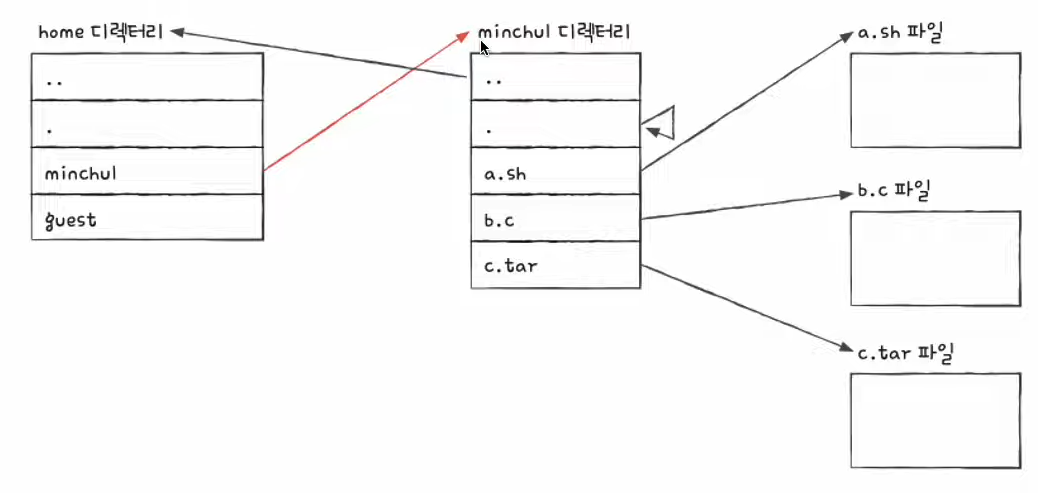 home 디렉터리
..
.
minchul
guest
minchul 디렉터리
..
.
a.sh
b.c
c.tar
a.sh 파일
b.c 파일
c.tar 파일